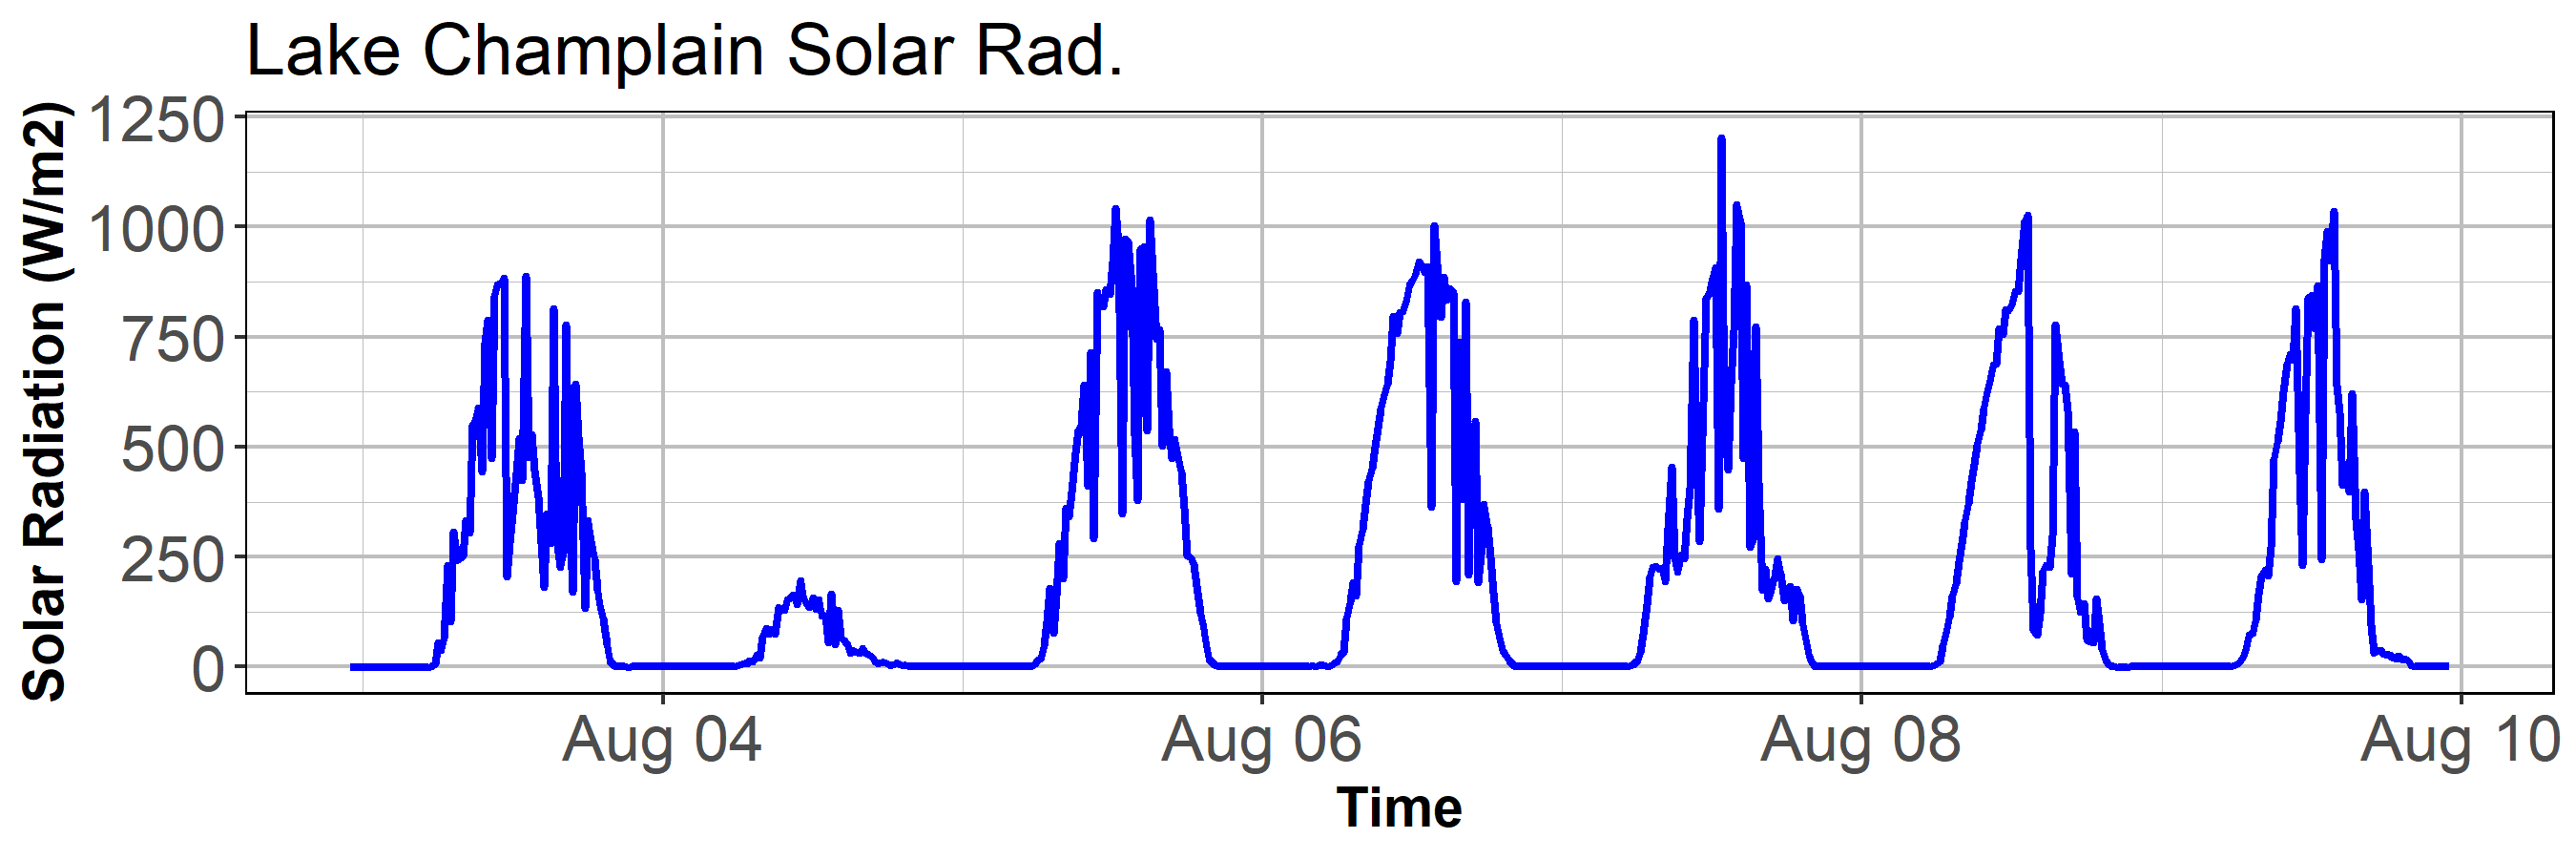 Lake Champlain Solar Rad.
Solar Radiation (W/m2)
1250
1000
750
500
250
0
Aug 04 Aug 06 Aug 08 Aug 10
Time